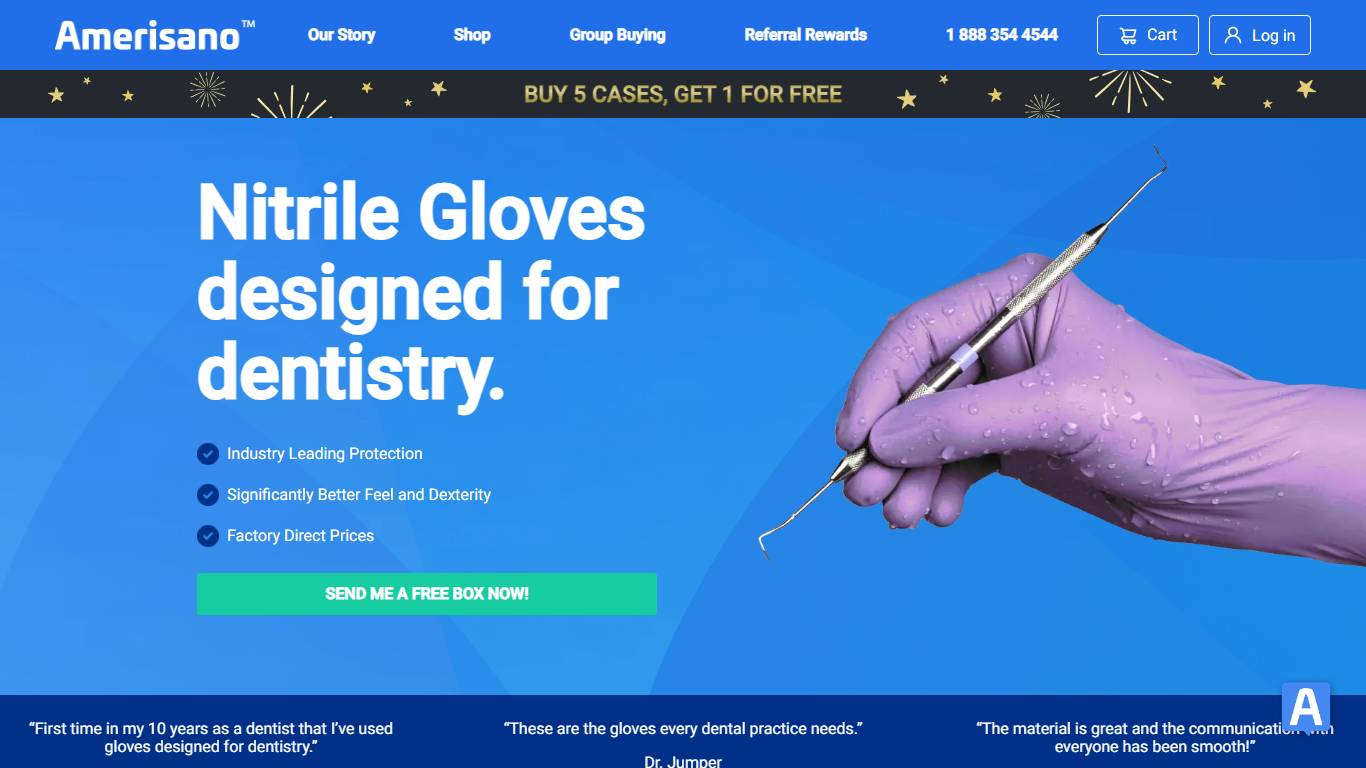 Amerisano™
Our Story
Shop
Group Buying
Referral Rewards
1 888 354 4544
Cart
Log in
BUY 5 CASES, GET 1 FOR FREE
Nitrile Gloves
designed for
dentistry.
Industry Leading Protection
Significantly Better Feel and Dexterity
Factory Direct Prices
SEND ME A FREE BOX NOW!
“First time in my 10 years as a dentist that I’ve used
gloves designed for dentistry.”
“These are the gloves every dental practice needs.”
Dr. Jumper
“The material is great and the communication with
everyone has been smooth!”
A